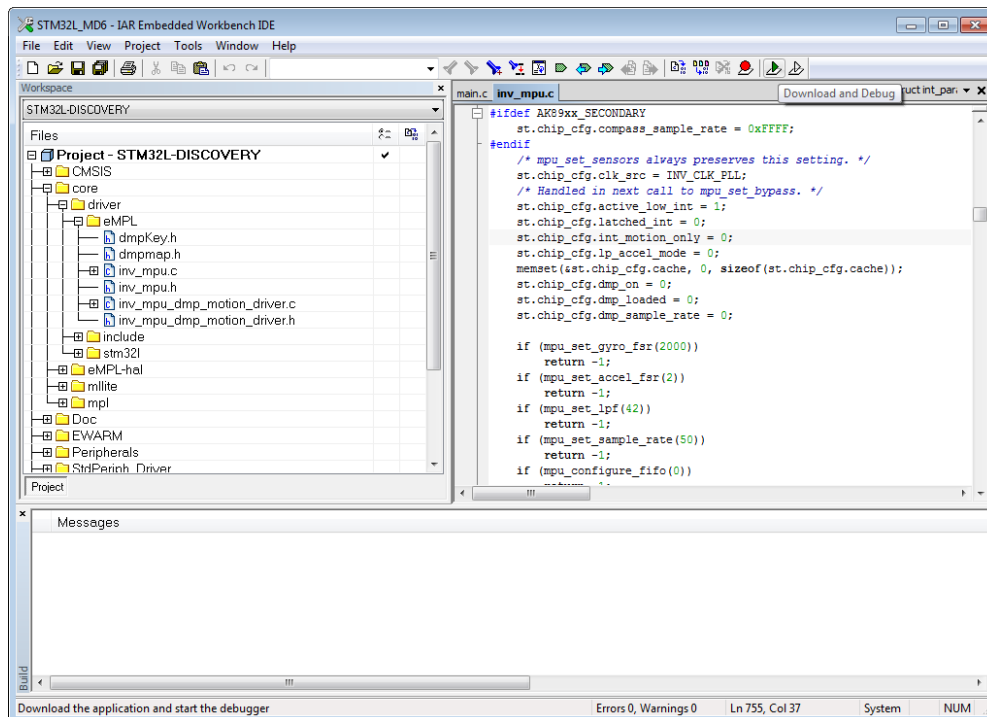 STM32L_MD6 - IAR Embedded Workbench IDE
File Edit View Project Tools Window Help
Workspace
STM32L-DISCOVERY
Files
Project - STM32L-DISCOVERY
CMSIS
core
driver
eMPL
dmpKey.h
dmpmap.h
inv_mpu.c
inv_mpu.h
inv_mpu_dmp_motion_driver.c
inv_mpu_dmp_motion_driver.h
include
stm32l
eMPL-hal
mllite
mpl
Doc
EWARM
Peripherals
StdPeriph_Driver
Project
main.c inv_mpu.c
Download and Debug
uct int_par
#ifdef AK89xx_SECONDARY
st.chip_cfg.compass_sample_rate = 0xFFFF;
#endif
/* mpu_set_sensors always preserves this setting. */
st.chip_cfg.clk_src = INV_CLK_PLL;
/* Handled in next call to mpu_set_bypass. */
st.chip_cfg.active_low_int = 1;
st.chip_cfg.latched_int = 0;
st.chip_cfg.int_motion_only = 0;
st.chip_cfg.lp_accel_mode = 0;
memset(&st.chip_cfg.cache, 0, sizeof(st.chip_cfg.cache));
st.chip_cfg.dmp_on = 0;
st.chip_cfg.dmp_loaded = 0;
st.chip_cfg.dmp_sample_rate = 0;
if (mpu_set_gyro_fsr(2000))
return -1;
if (mpu_set_accel_fsr(2))
return -1;
if (mpu_set_lpf(42))
return -1;
if (mpu_set_sample_rate(50))
return -1;
if (mpu_configure_fifo(0))
return -1;
Messages
Build
Download the application and start the debugger
Errors 0, Warnings 0
Ln 755, Col 37
System
NUM